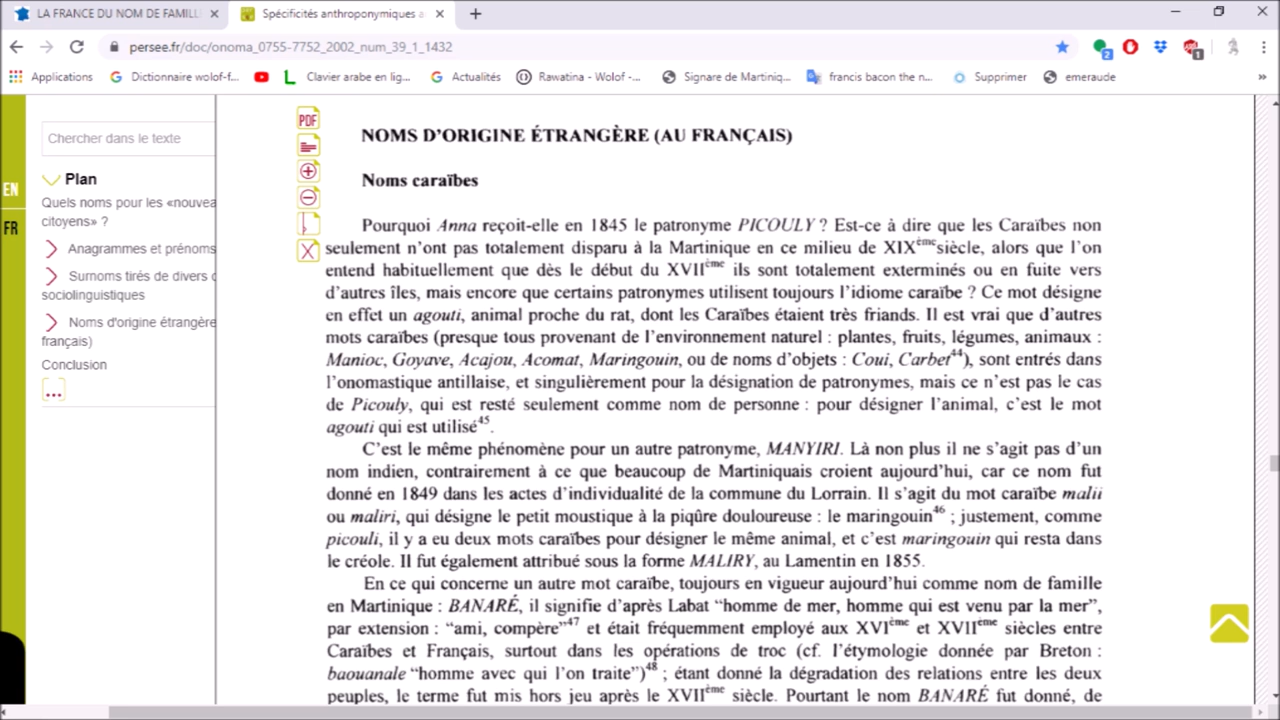 LA FRANCE DU NOM DE FAMILL
Spécificités anthroponymiques a
persee.fr/doc/onoma_0755-7752_2002_num_39_1_1432
2
1
Applications
Dictionnaire wolof-f...
Clavier arabe en lig...
Actualités
Rawatina - Wolof -...
Signare de Martiniq...
francis bacon the n...
Supprimer
emeraude
»
EN
FR
Chercher dans le texte
Plan
Quels noms pour les «nouvea
citoyens» ?
Anagrammes et prénoms
Surnoms tirés de divers c
sociolinguistiques
Noms d'origine étrangère
français)
Conclusion
...
PDF
NOMS D'ORIGINE ÉTRANGÈRE (AU FRANÇAIS)
Noms caraïbes
Pourquoi Anna reçoit-elle en 1845 le patronyme PICOULY ? Est-ce à dire que les Caraïbes non
seulement n'ont pas totalement disparu à la Martinique en ce milieu de XIXème siècle, alors que l'on
entend habituellement que dès le début du XVIIème ils sont totalement exterminés ou en fuite vers
d'autres îles, mais encore que certains patronymes utilisent toujours l'idiome caraïbe ? Ce mot désigne
en effet un agouti, animal proche du rat, dont les Caraïbes étaient très friands. Il est vrai que d'autres
mots caraïbes (presque tous provenant de l'environnement naturel : plantes, fruits, légumes, animaux :
Manioc, Goyave, Acajou, Acomat, Maringouin, ou de noms d'objets : Coui, Carbet44), sont entrés dans
l'onomastique antillaise, et singulièrement pour la désignation de patronymes, mais ce n'est pas le cas
de Picouly, qui est resté seulement comme nom de personne : pour désigner l'animal, c'est le mot
agouti qui est utilisé45.
C'est le même phénomène pour un autre patronyme, MANYIRI. Là non plus il ne s'agit pas d'un
nom indien, contrairement à ce que beaucoup de Martiniquais croient aujourd'hui, car ce nom fut
donné en 1849 dans les actes d'individualité de la commune du Lorrain. Il s'agit du mot caraïbe malii
ou maliri, qui désigne le petit moustique à la piqûre douloureuse : le maringouin46 ; justement, comme
picouli, il y a eu deux mots caraïbes pour désigner le même animal, et c'est maringouin qui resta dans
le créole. Il fut également attribué sous la forme MALIRY, au Lamentin en 1855.
En ce qui concerne un autre mot caraïbe, toujours en vigueur aujourd'hui comme nom de famille
en Martinique : BANARÉ, il signifie d'après Labat "homme de mer, homme qui est venu par la mer",
par extension : "ami, compère"47 et était fréquemment employé aux XVIème et XVIIème siècles entre
Caraïbes et Français, surtout dans les opérations de troc (cf. l'étymologie donnée par Breton :
baouanale "homme avec qui l'on traite")48 ; étant donné la dégradation des relations entre les deux
peuples, le terme fut mis hors jeu après le XVIIème siècle. Pourtant le nom BANARÉ fut donné, de